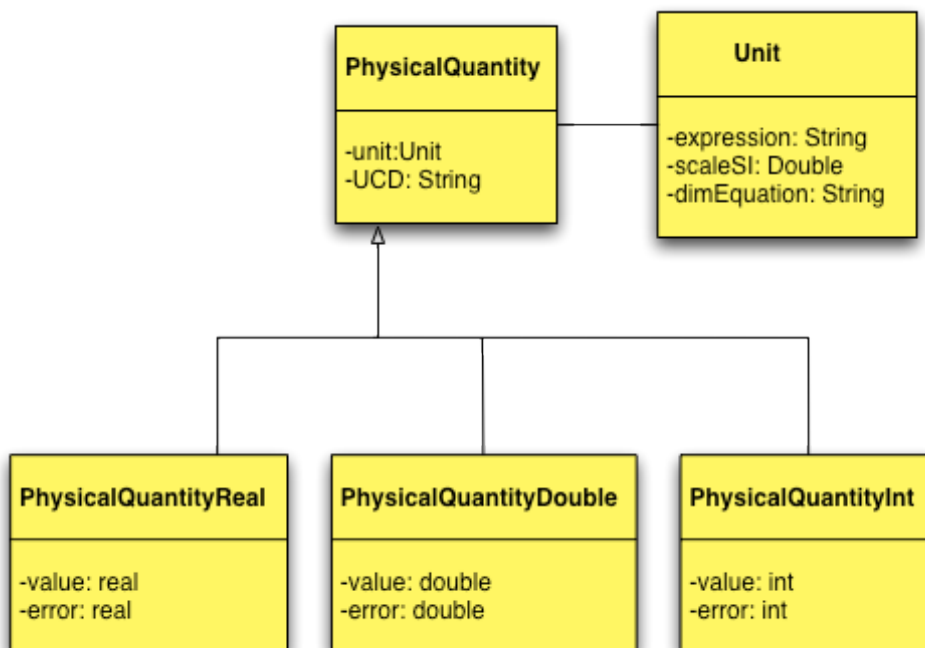 PhysicalQuantity
-unit:Unit
-UCD: String
Unit
-expression: String
-scaleSI: Double
-dimEquation: String
PhysicalQuantityReal
-value: real
-error: real
PhysicalQuantityDouble
-value: double
-error: double
PhysicalQuantityInt
-value: int
-error: int